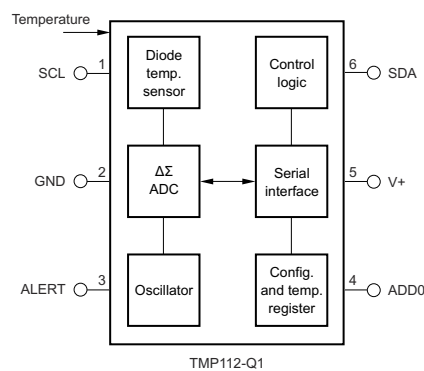 Temperature
SCL
1
Diode
temp.
sensor
Control
logic
6
SDA
GND
2
ΔΣ
ADC
Serial
interface
5
V+
ALERT
3
Oscillator
Config.
and temp.
register
4
ADD0
TMP112-Q1